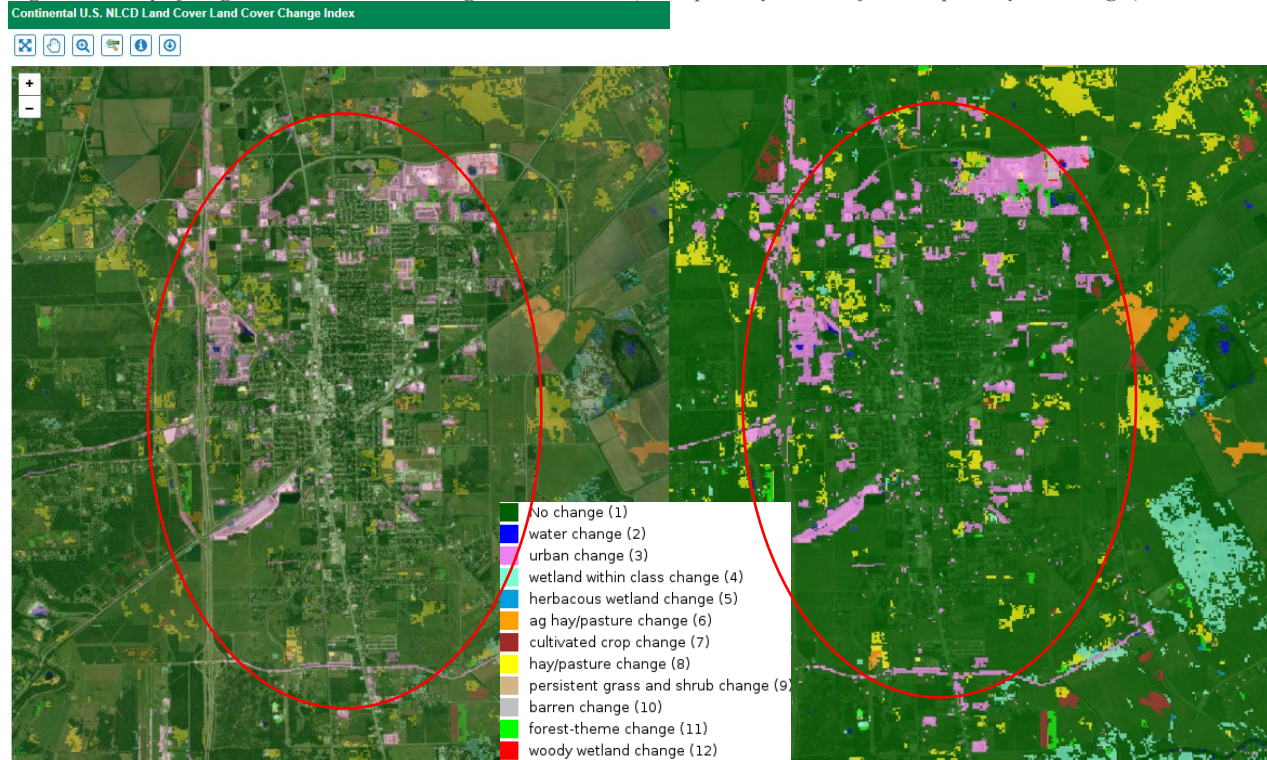 Continental U.S. NLCD Land Cover Land Cover Change Index
+
−
No change (1)
water change (2)
urban change (3)
wetland within class change (4)
herbacous wetland change (5)
ag hay/pasture change (6)
cultivated crop change (7)
hay/pasture change (8)
persistent grass and shrub change (9)
barren change (10)
forest-theme change (11)
woody wetland change (12)